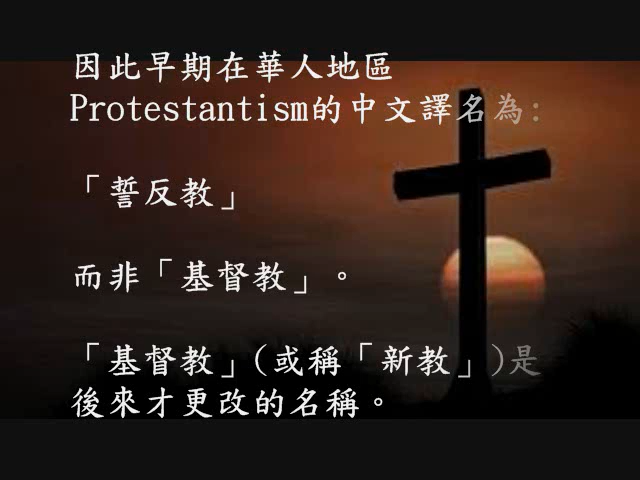 因此早期在華人地區
Protestantism的中文譯名為:
「誓反教」
而非「基督教」。
「基督教」(或稱「新教」)是
後來才更改的名稱。